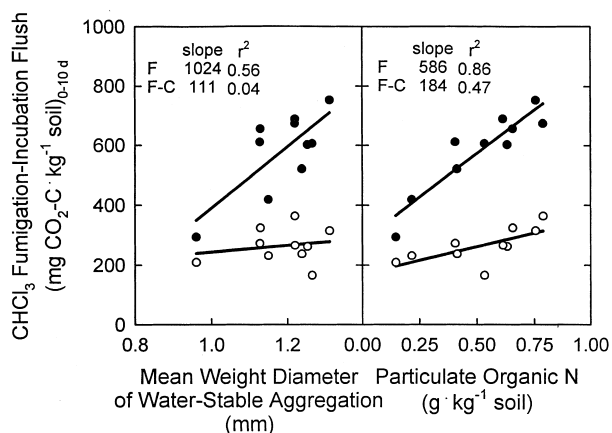 CHCl3 Fumigation-Incubation Flush
(mg CO2-C· kg-1 soil)0-10 d
1000
800
600
400
200
0
slope r2
F 1024 0.56
F-C 111 0.04
slope r2
F 586 0.86
F-C 184 0.47
0.8 1.0 1.2 0.00 0.25 0.50 0.75 1.00
Mean Weight Diameter
of Water-Stable Aggregation
(mm)
Particulate Organic N
(g· kg-1 soil)